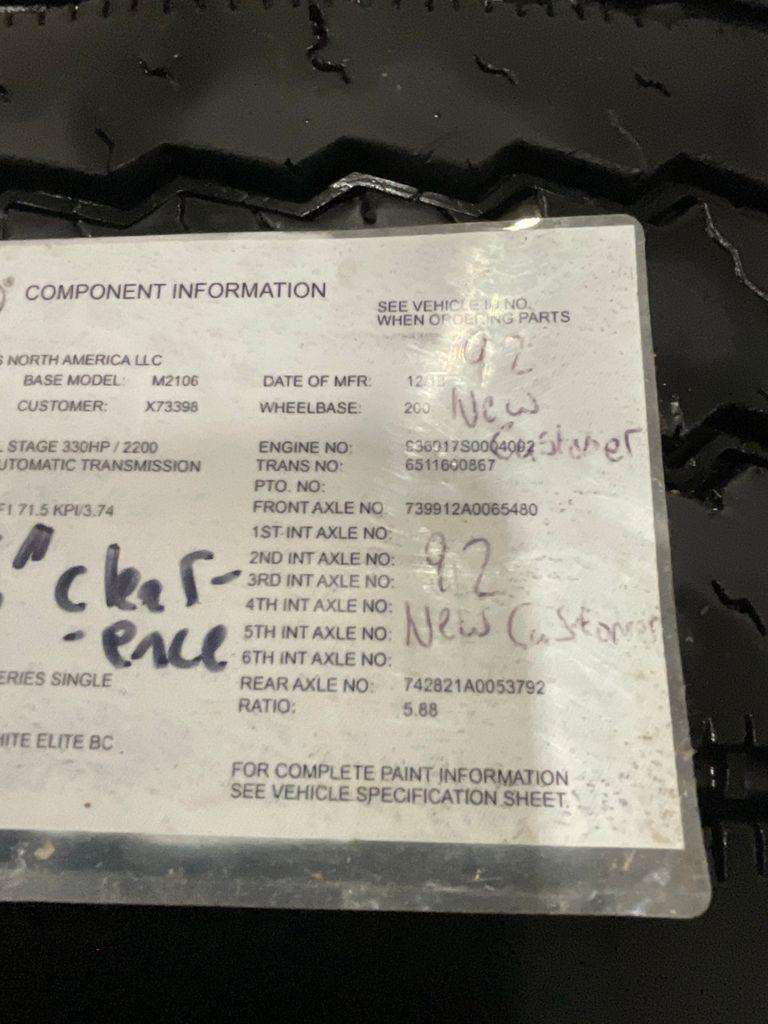 COMPONENT INFORMATION
SEE VEHICLE ID NO.
WHEN ORDERING PARTS
92
S NORTH AMERICA LLC
BASE MODEL: M2106 DATE OF MFR:
CUSTOMER: X73398 WHEELBASE: 200
New
Customer
L STAGE 330HP / 2200 ENGINE NO:
UTOMATIC TRANSMISSION TRANS NO: 6511600867
PTO. NO:
F1 71.5 KPI/3.74 FRONT AXLE NO 739912A0065480
1ST INT AXLE NO:
2ND INT AXLE NO:
3RD INT AXLE NO:
4TH INT AXLE NO:
5TH INT AXLE NO:
6TH INT AXLE NO:
92
New Customer
" clear-
-ence
ERIES SINGLE REAR AXLE NO: 742821A0053792
RATIO: 5.88
HITE ELITE BC
FOR COMPLETE PAINT INFORMATION
SEE VEHICLE SPECIFICATION SHEET.